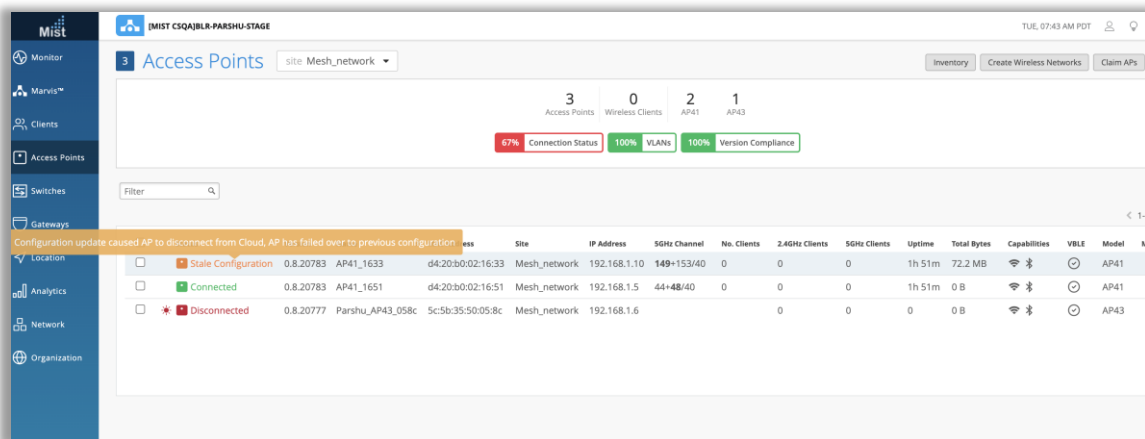 Mist
[MIST CSQA]BLR-PARSHU-STAGE
TUE, 07:43 AM PDT
Monitor
Marvis™
Clients
Access Points
Switches
Gateways
Location
Analytics
Network
Organization
3 Access Points site Mesh_network
Inventory Create Wireless Networks Claim APs
3 0 2 1
Access Points Wireless Clients AP41 AP43
67% Connection Status 100% VLANs 100% Version Compliance
Filter
< 1-
Configuration update caused AP to disconnect from Cloud, AP has failed over to previous configuration
ess Site IP Address 5GHz Channel No. Clients 2.4GHz Clients 5GHz Clients Uptime Total Bytes Capabilities VBLE Model M
Stale Configuration 0.8.20783 AP41_1633 d4:20:b0:02:16:33 Mesh_network 192.168.1.10 149+153/40 0 0 0 1h 51m 72.2 MB AP41
Connected 0.8.20783 AP41_1651 d4:20:b0:02:16:51 Mesh_network 192.168.1.5 44+48/40 0 0 0 1h 51m 0 B AP41
Disconnected 0.8.20777 Parshu_AP43_058c 5c:5b:35:50:05:8c Mesh_network 192.168.1.6 0 0 0 0 B AP43